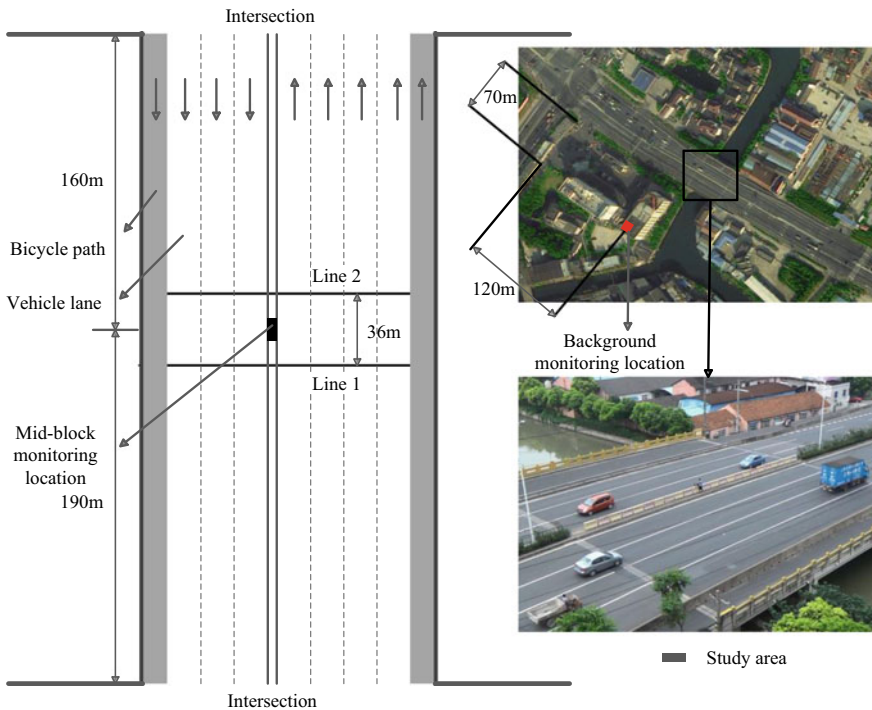 Intersection
160m
Bicycle path
Vehicle lane
Line 2
36m
Line 1
Mid-block
monitoring
location
190m
Intersection
70m
120m
Background
monitoring location
Study area